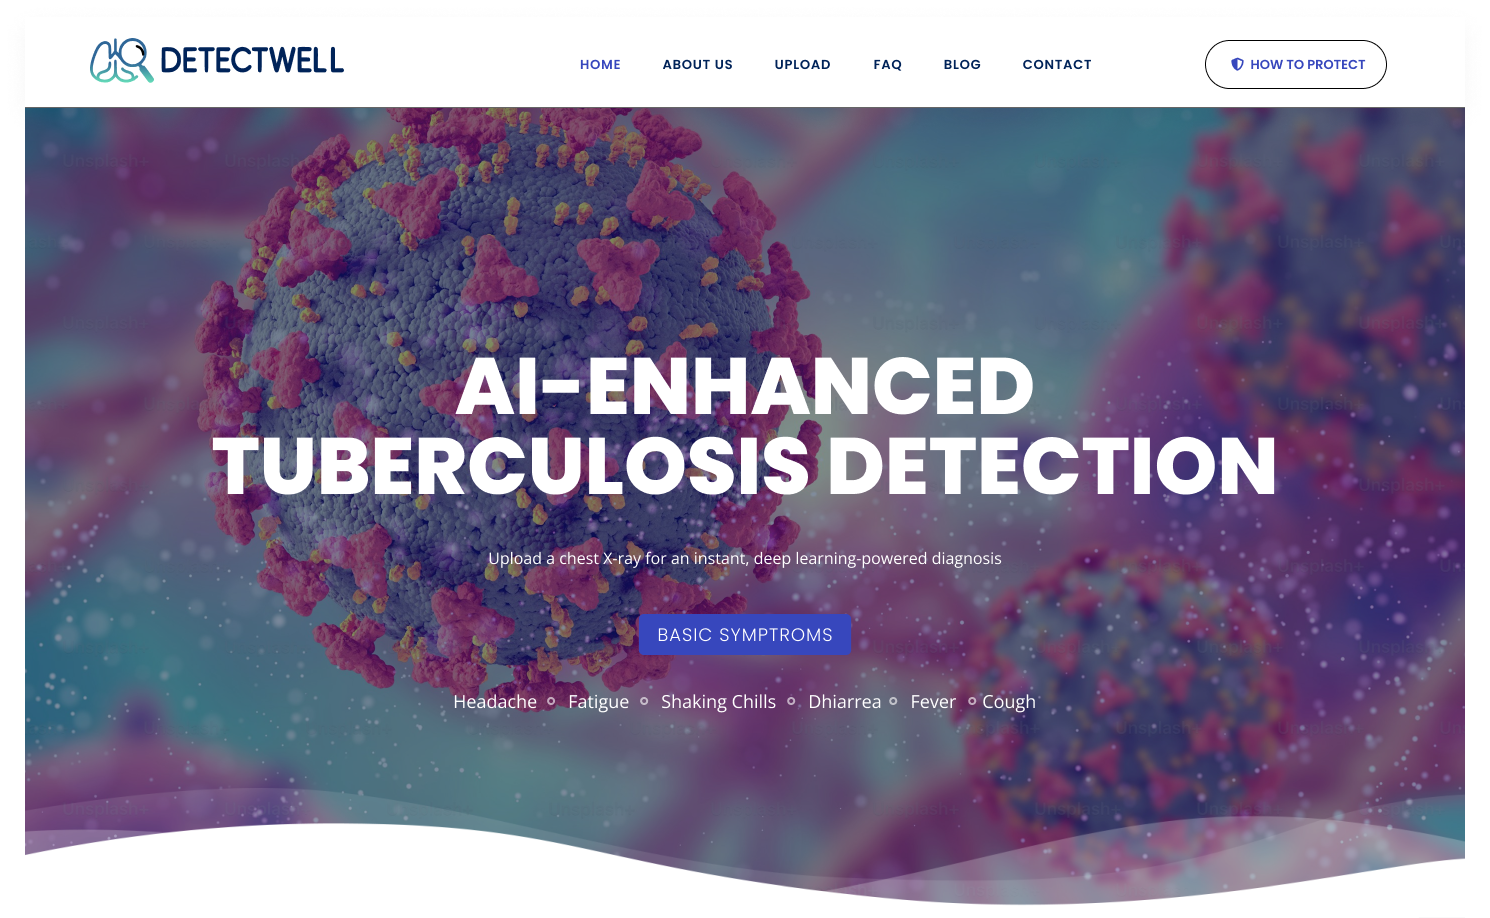 DETECTWELL
HOME ABOUT US UPLOAD FAQ BLOG CONTACT
HOW TO PROTECT
AI-ENHANCED
TUBERCULOSIS DETECTION
Upload a chest X-ray for an instant, deep learning-powered diagnosis
BASIC SYMPTROMS
Headache Fatigue Shaking Chills Dhiarrea Fever Cough
Unsplash+